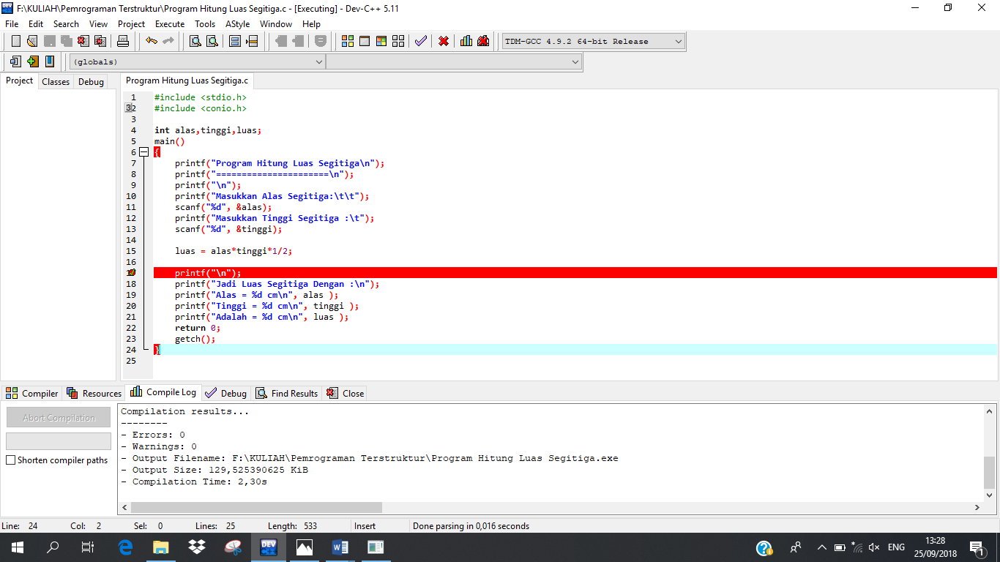 F:\KULIAH\Pemrograman Terstruktur\Program Hitung Luas Segitiga.c - [Executing] - Dev-C++ 5.11
File Edit Search View Project Execute Tools AStyle Window Help
TDM-GCC 4.9.2 64-bit Release
(globals)
Project Classes Debug
Program Hitung Luas Segitiga.c
1 #include <stdio.h>
32 #include <conio.h>
3
4 int alas,tinggi,luas;
5 main()
6 {
7 printf("Program Hitung Luas Segitiga\n");
8 printf("======================\n");
9 printf("\n");
10 printf("Masukkan Alas Segitiga:\t\t");
11 scanf("%d", &alas);
12 printf("Masukkan Tinggi Segitiga :\t");
13 scanf("%d", &tinggi);
14
15 luas = alas*tinggi*1/2;
16
printf("\n");
18 printf("Jadi Luas Segitiga Dengan :\n");
19 printf("Alas = %d cm\n", alas );
20 printf("Tinggi = %d cm\n", tinggi );
21 printf("Adalah = %d cm\n", luas );
22 return 0;
23 getch();
24 }
25
Compiler Resources Compile Log Debug Find Results Close
Abort Compilation
Shorten compiler paths
Compilation results...
--------
- Errors: 0
- Warnings: 0
- Output Filename: F:\KULIAH\Pemrograman Terstruktur\Program Hitung Luas Segitiga.exe
- Output Size: 129,525390625 KiB
- Compilation Time: 2,30s
Line: 24 Col: 2 Sel: 0 Lines: 25 Length: 533 Insert Done parsing in 0,016 seconds
ENG
13:28
25/09/2018
1